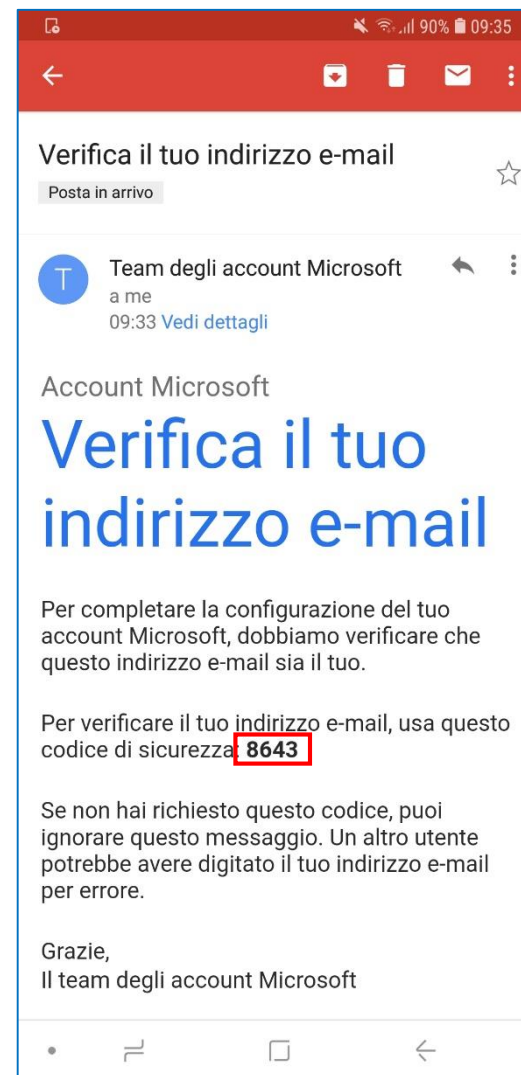 90% 09:35
Verifica il tuo indirizzo e-mail
Posta in arrivo
T
Team degli account Microsoft
a me
09:33 Vedi dettagli
Account Microsoft
Verifica il tuo
indirizzo e-mail
Per completare la configurazione del tuo
account Microsoft, dobbiamo verificare che
questo indirizzo e-mail sia il tuo.
Per verificare il tuo indirizzo e-mail, usa questo
codice di sicurezza: 8643
Se non hai richiesto questo codice, puoi
ignorare questo messaggio. Un altro utente
potrebbe avere digitato il tuo indirizzo e-mail
per errore.
Grazie,
Il team degli account Microsoft